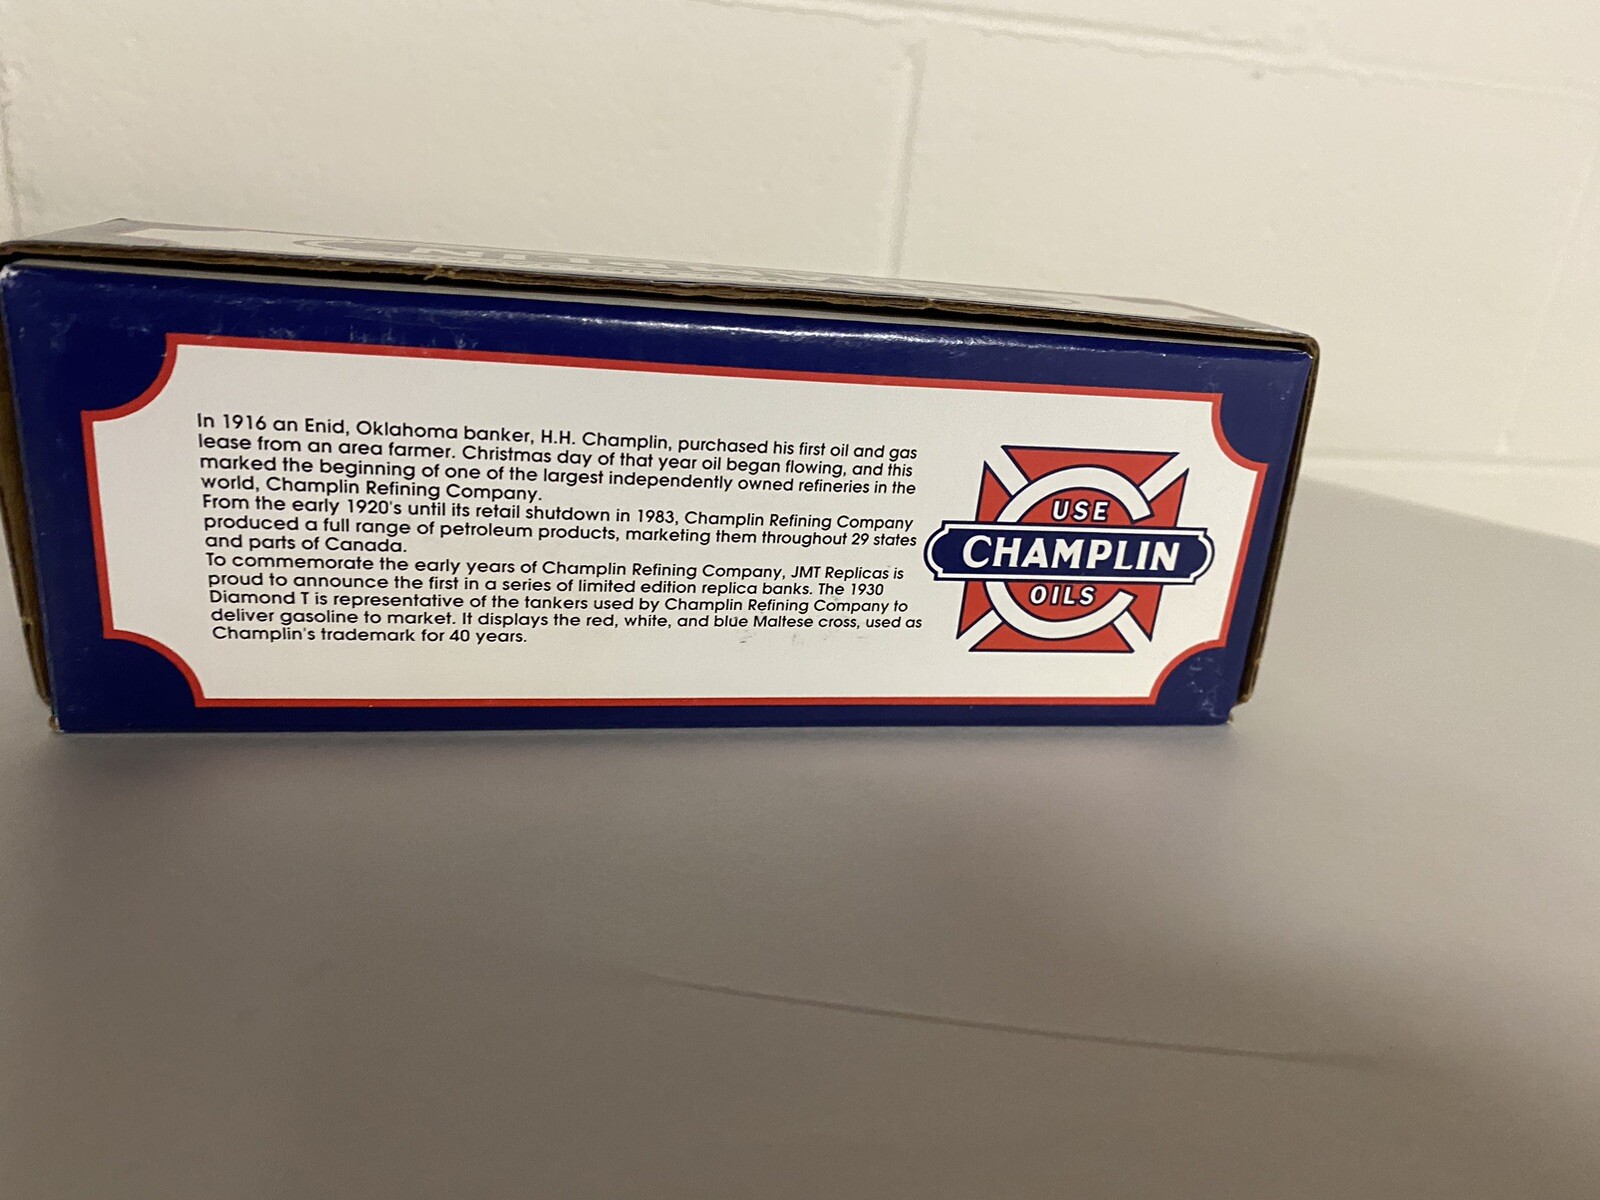 In 1916 an Enid, Oklahoma banker, H.H. Champlin, purchased his first oil and gas
lease from an area farmer. Christmas day of that year oil began flowing, and this
marked the beginning of one of the largest independently owned refineries in the
world, Champlin Refining Company.
From the early 1920's until its retail shutdown in 1983, Champlin Refining Company
produced a full range of petroleum products, marketing them throughout 29 states
and parts of Canada.
To commemorate the early years of Champlin Refining Company, JMT Replicas is
proud to announce the first in a series of limited edition replica banks. The 1930
Diamond T is representative of the tankers used by Champlin Refining Company to
deliver gasoline to market. It displays the red, white, and blue Maltese cross, used as
Champlin's trademark for 40 years.
USE
CHAMPLIN
OILS